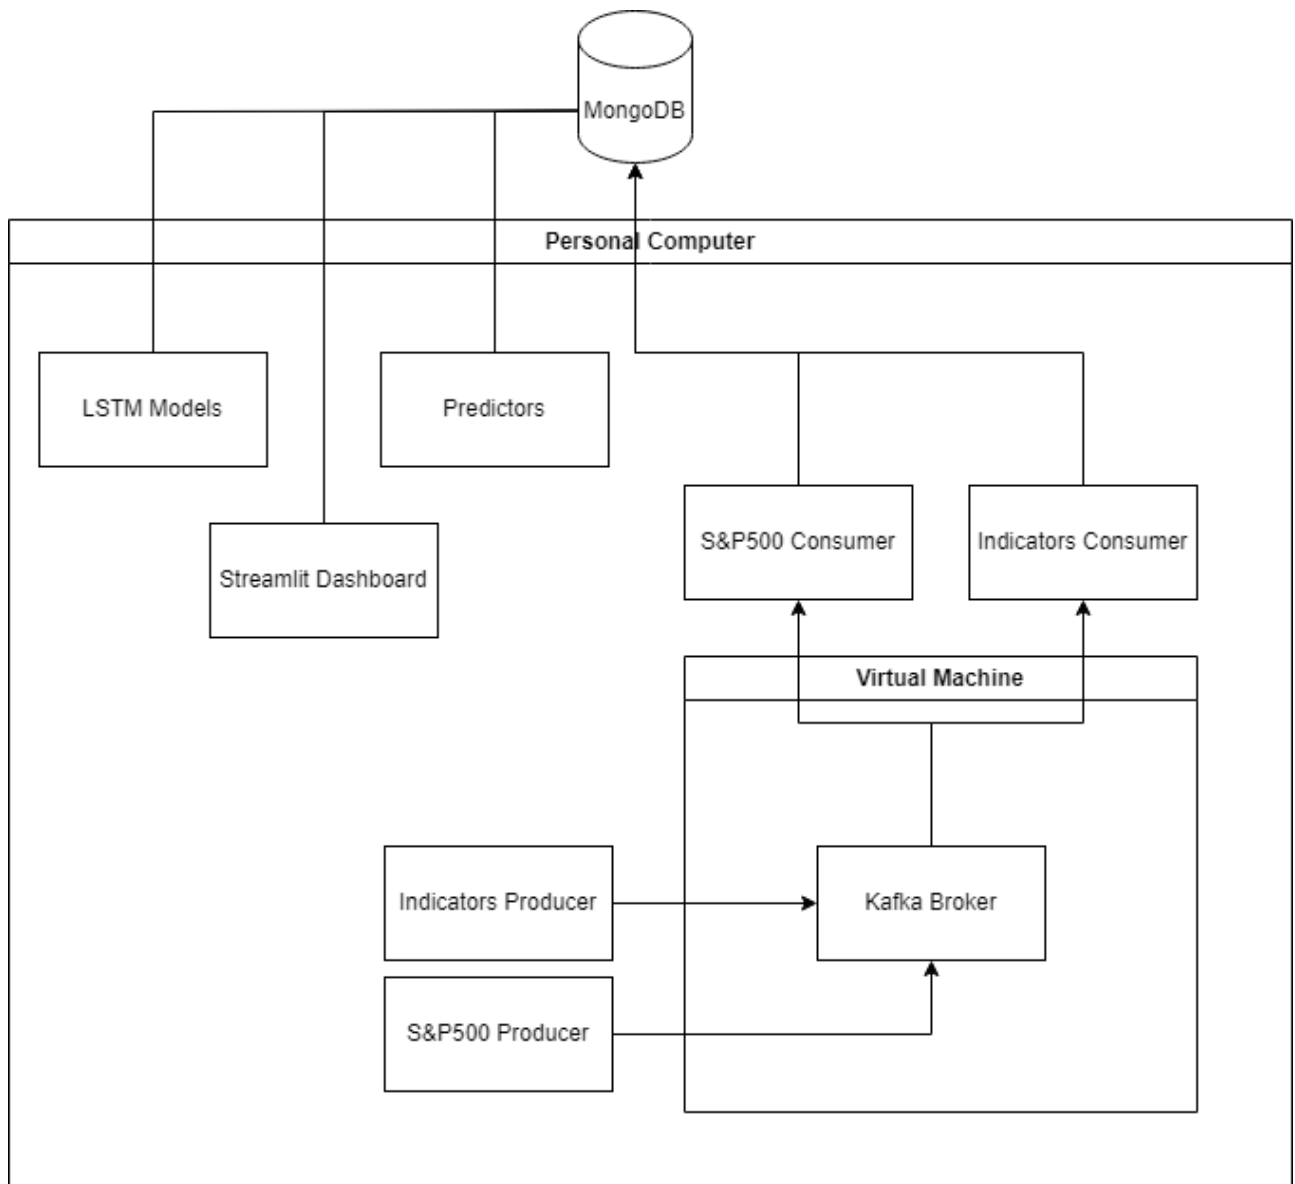 MongoDB
Personal Computer
LSTM Models
Predictors
Streamlit Dashboard
S&P500 Consumer
Indicators Consumer
Virtual Machine
Indicators Producer
Kafka Broker
S&P500 Producer